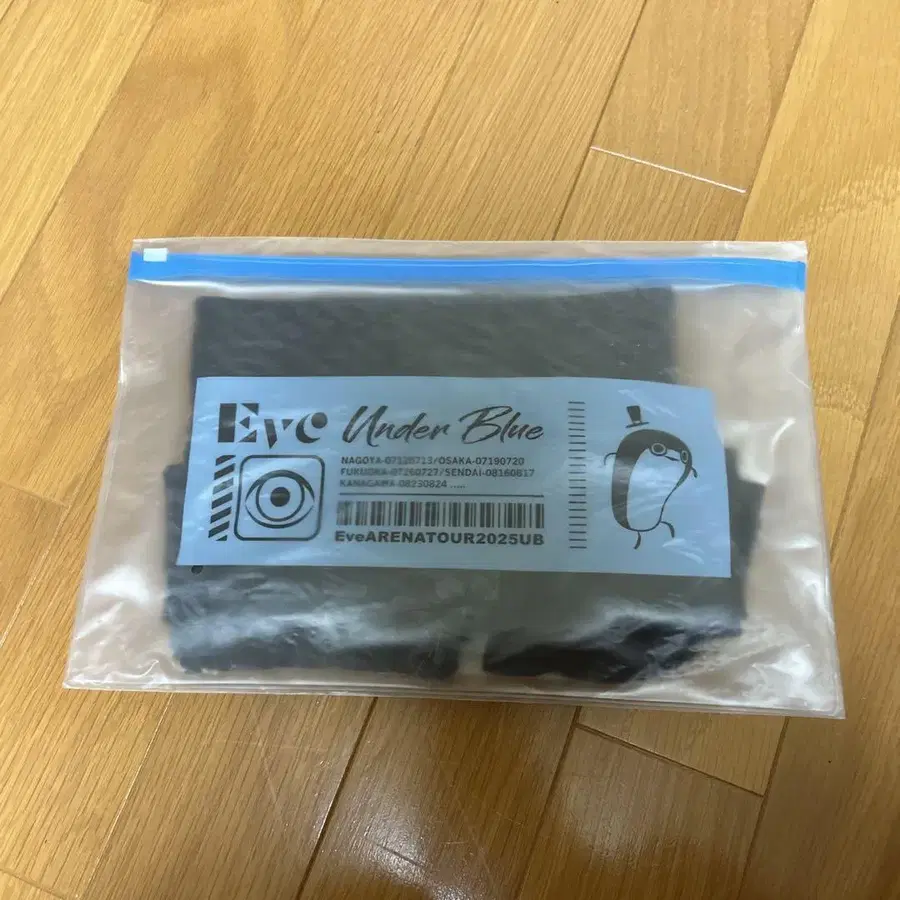 Eve Under Blue
NAGOYA-07120713/OSAKA-07190720
FUKUOKA-07260727/SENDAI-08160817
KANAGAWA-08230824 .....
EveARENATOUR2025UB